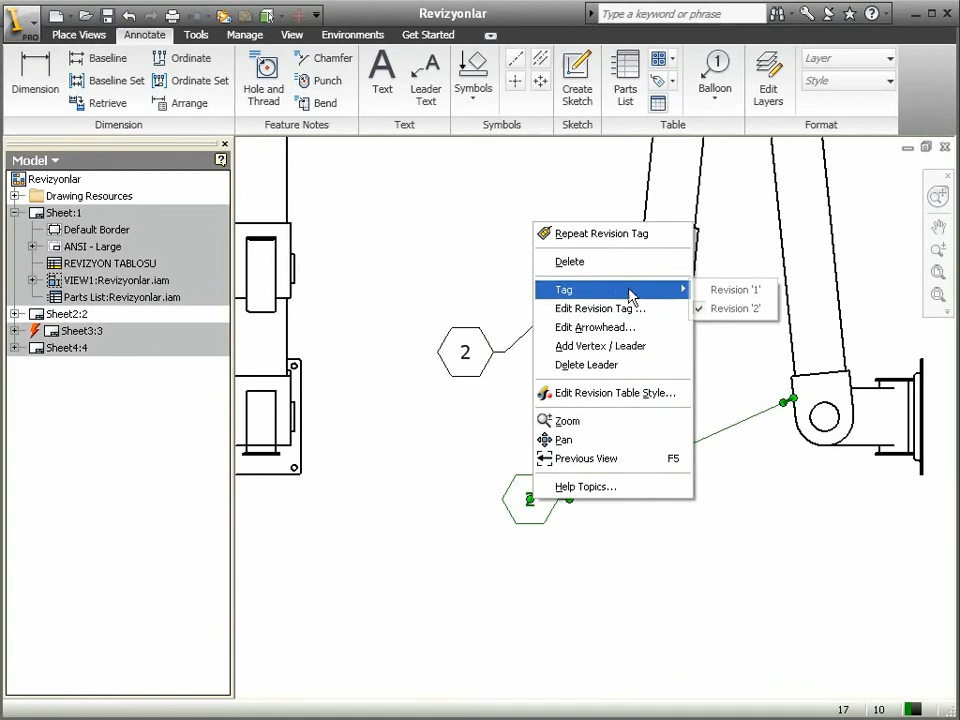 PRO
Revizyonlar
Type a keyword or phrase
Place Views
Annotate
Tools
Manage
View
Environments
Get Started
Dimension
Baseline
Baseline Set
Retrieve
Ordinate
Ordinate Set
Arrange
Dimension
Hole and Thread
Chamfer
Punch
Bend
Feature Notes
Text
Leader Text
Text
Symbols
Symbols
Create Sketch
Sketch
Parts List
Balloon
Table
Edit Layers
Layer
Style
Format
Model
Revizyonlar
Drawing Resources
Sheet:1
Default Border
ANSI - Large
REVIZYON TABLOSU
VIEW1:Revizyonlar.iam
Parts List:Revizyonlar.iam
Sheet2:2
Sheet3:3
Sheet4:4
2
2
Repeat Revision Tag
Delete
Tag
Edit Revision Tag ...
Edit Arrowhead...
Add Vertex / Leader
Delete Leader
Edit Revision Table Style...
Zoom
Pan
Previous View F5
Help Topics...
Revision '1'
Revision '2'
17 10